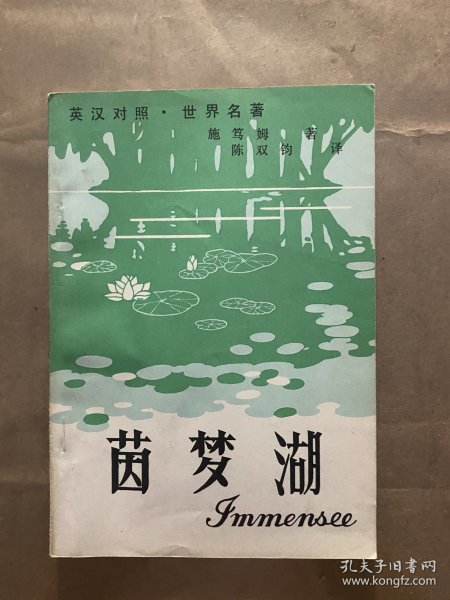 英汉对照·世界名著
施笃姆 著
陈双钧 译
茵梦湖
Immensee
孔夫子旧书网
www.kongfz.com